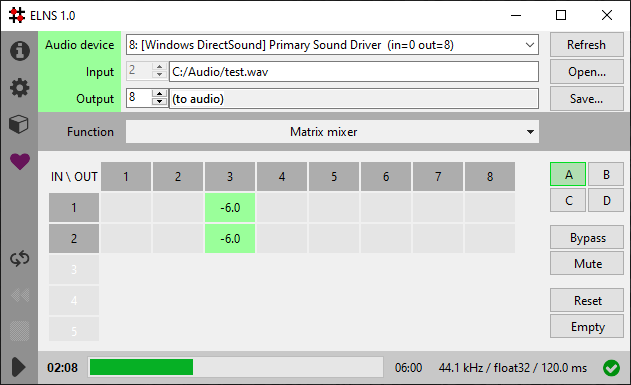 ELNS 1.0
Audio device 8: [Windows DirectSound] Primary Sound Driver (in=0 out=8) Refresh
Input 2 C:/Audio/test.wav Open...
Output 8 (to audio) Save...
Function Matrix mixer
IN \ OUT 1 2 3 4 5 6 7 8 A B
1 -6.0 C D
2 -6.0 Bypass
3 Mute
4 Reset
5 Empty
02:08 06:00 44.1 kHz / float32 / 120.0 ms